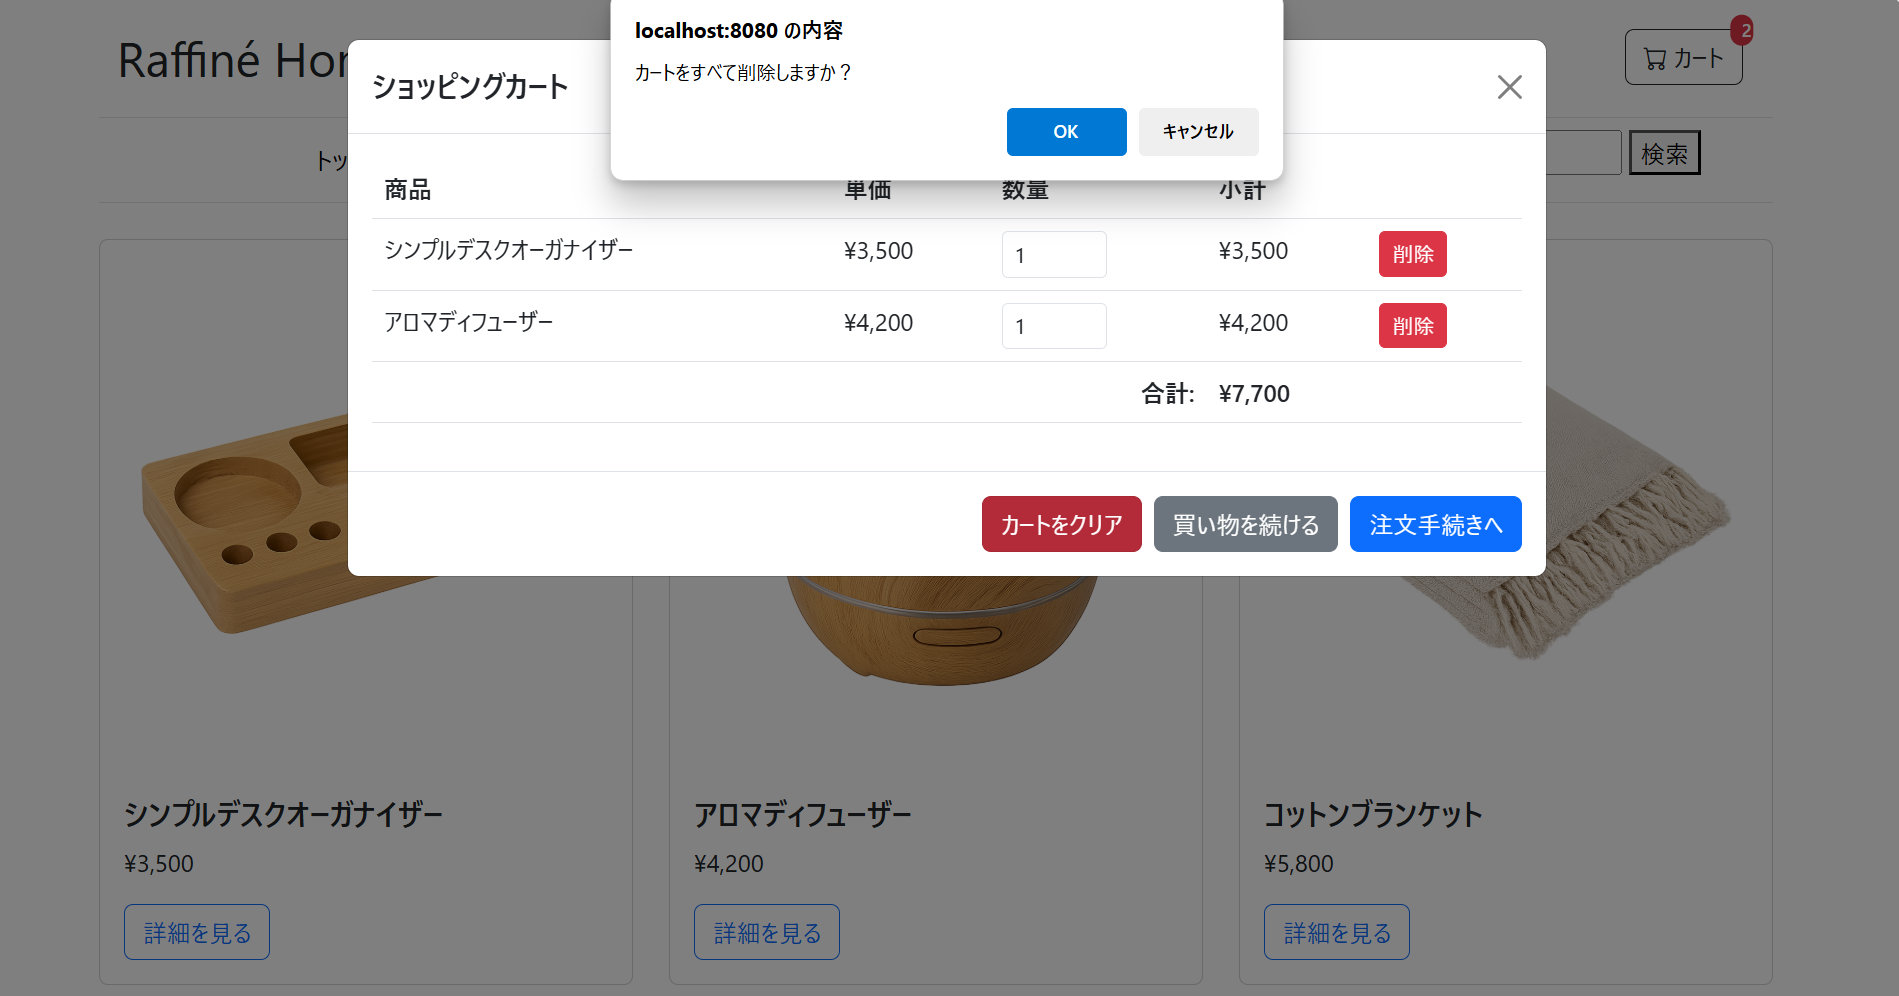 localhost:8080 の内容
カートをすべて削除しますか？
OK
キャンセル
Raffiné
カート
2
検索
ショッピングカート
商品 単価 数量 小計
シンプルデスクオーガナイザー ¥3,500 1 ¥3,500 削除
アロマディフューザー ¥4,200 1 ¥4,200 削除
合計: ¥7,700
カートをクリア 買い物を続ける 注文手続きへ
シンプルデスクオーガナイザー
¥3,500
詳細を見る
アロマディフューザー
¥4,200
詳細を見る
コットンブランケット
¥5,800
詳細を見る